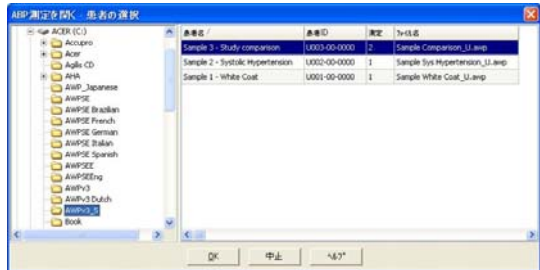 ABP測定を開く - 患者の選択
ACER (C:)
Accupro
Acer
Agilis CD
AHA
AWP_Japanese
AWPSE
AWPSE Brazilian
AWPSE French
AWPSE German
AWPSE Italian
AWPSE Spanish
AWPSEE
AWPSEEng
AWPv3
AWPv3 Dutch
AWPv3_S
Book
患者名 / 患者ID 測定 ファイル名
Sample 3 - Study comparison U003-00-0000 2 Sample Comparison_U.awp
Sample 2 - Systolic Hypertension U002-00-0000 1 Sample Sys Hypertension_U.awp
Sample 1 - White Coat U001-00-0000 1 Sample White Coat_U.awp
OK 中止 ヘルプ